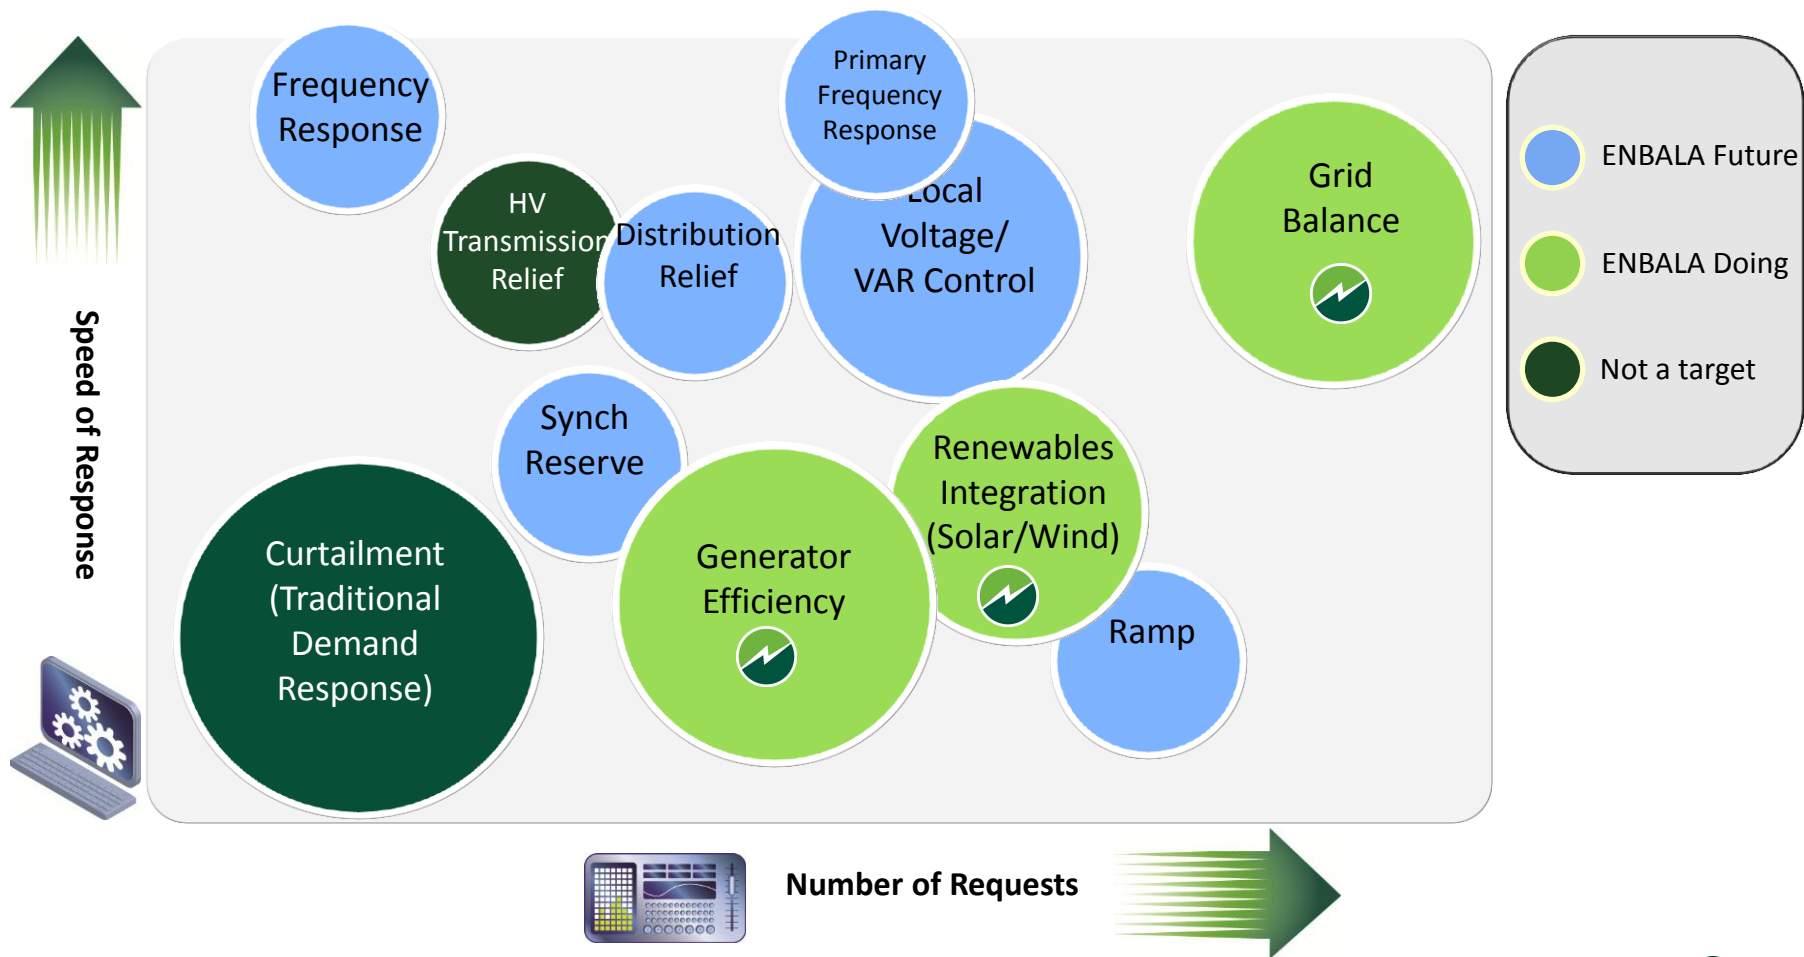 Frequency
Response
Primary
Frequency
Response
HV
Transmission
Relief
Distribution
Relief
Local
Voltage/
VAR Control
Grid
Balance
Synch
Reserve
Renewables
Integration
(Solar/Wind)
Curtailment
(Traditional
Demand
Response)
Generator
Efficiency
Ramp
Speed of Response
Number of Requests
ENBALA Future
ENBALA Doing
Not a target